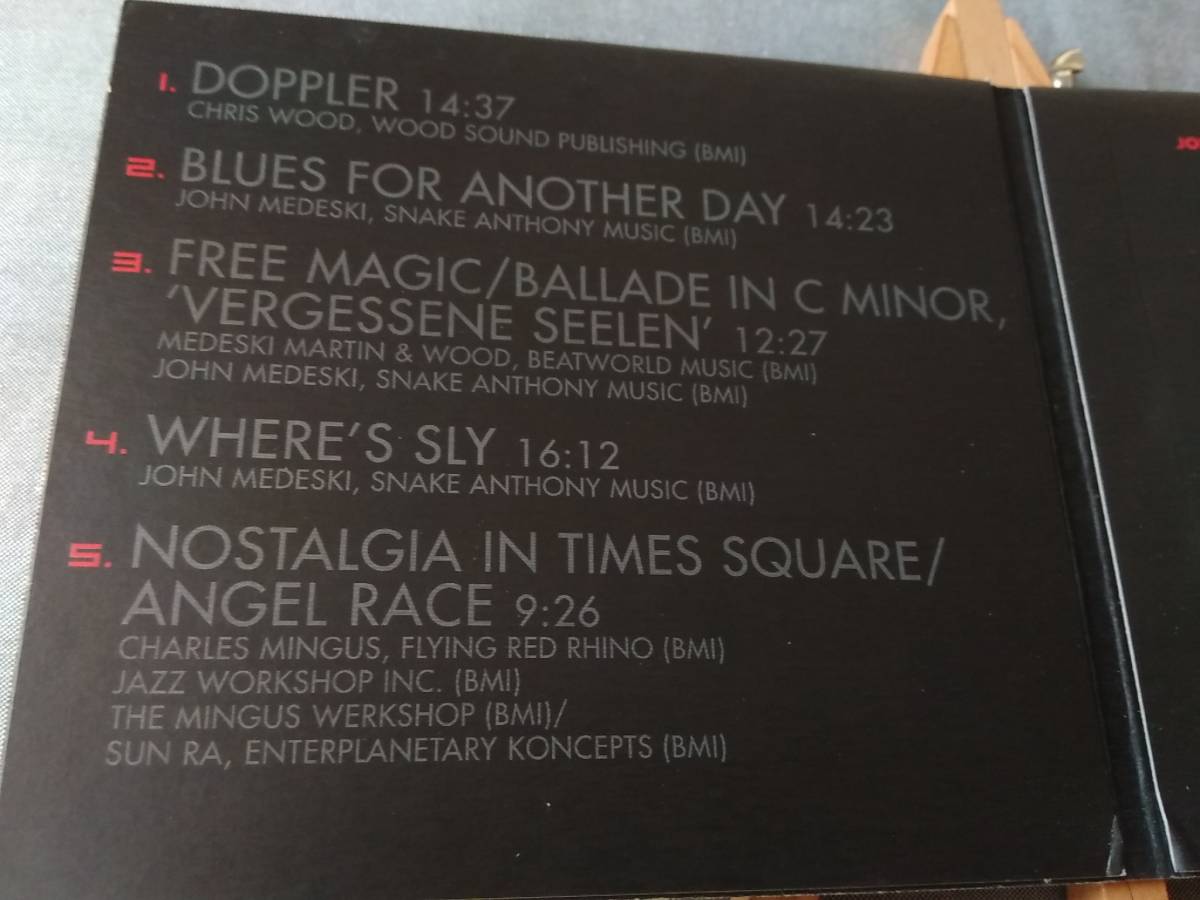 1. DOPPLER 14:37
CHRIS WOOD, WOOD SOUND PUBLISHING (BMI)
2. BLUES FOR ANOTHER DAY 14:23
JOHN MEDESKI, SNAKE ANTHONY MUSIC (BMI)
3. FREE MAGIC/BALLADE IN C MINOR,
'VERGESSENE SEELEN' 12:27
MEDESKI MARTIN & WOOD, BEATWORLD MUSIC (BMI)
JOHN MEDESKI, SNAKE ANTHONY MUSIC (BMI)
4. WHERE'S SLY 16:12
JOHN MEDESKI, SNAKE ANTHONY MUSIC (BMI)
5. NOSTALGIA IN TIMES SQUARE/
ANGEL RACE 9:26
CHARLES MINGUS, FLYING RED RHINO (BMI)
JAZZ WORKSHOP INC. (BMI)
THE MINGUS WERKSHOP (BMI)/
SUN RA, ENTERPLANETARY KONCEPTS (BMI)